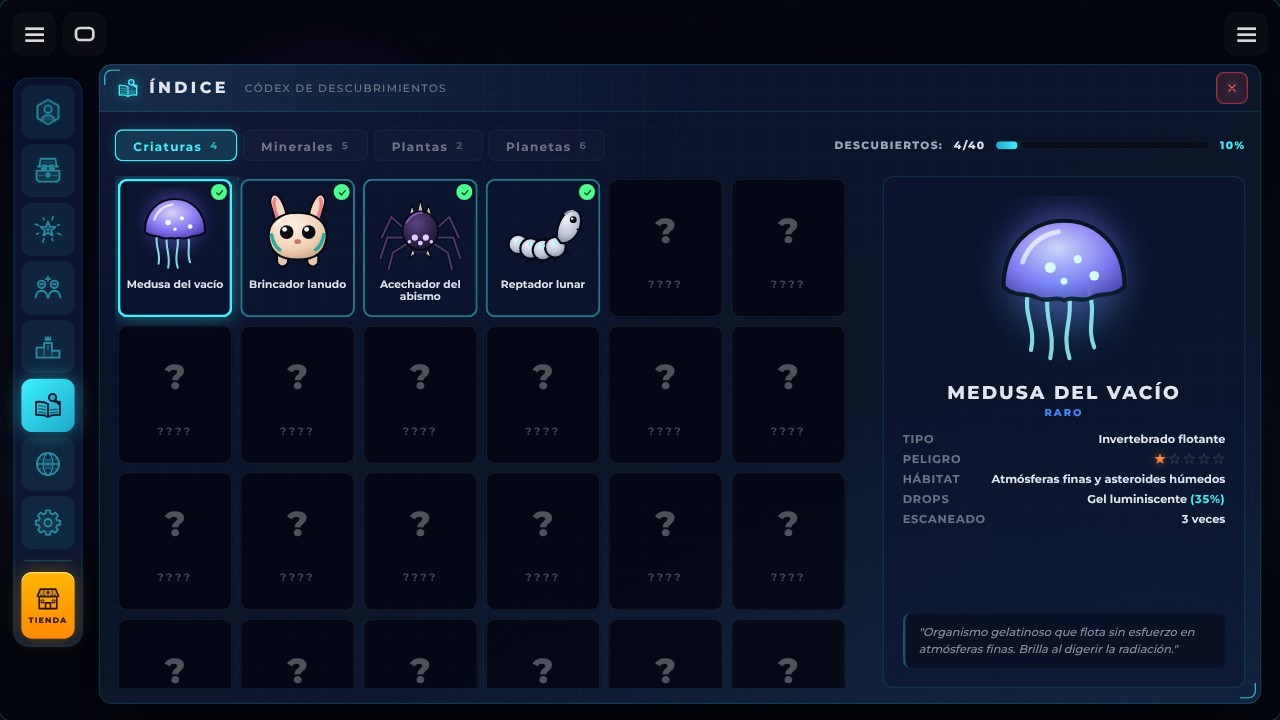 ÍNDICE CÓDEX DE DESCUBRIMIENTOS
Criaturas 4 Minerales 5 Plantas 2 Planetas 6
DESCUBIERTOS: 4/40 10%
Medusa del vacío
Brincador lanudo
Acechador del
abismo
Reptador lunar
?
????
?
????
?
????
?
????
?
????
?
????
?
????
?
????
?
????
?
????
?
????
?
????
?
????
?
????
?
?
?
?
?
?
MEDUSA DEL VACÍO
RARO
TIPO Invertebrado flotante
PELIGRO ★☆☆☆☆
HÁBITAT Atmósferas finas y asteroides húmedos
DROPS Gel luminiscente (35%)
ESCANEADO 3 veces
"Organismo gelatinoso que flota sin esfuerzo en
atmósferas finas. Brilla al digerir la radiación."
TIENDA